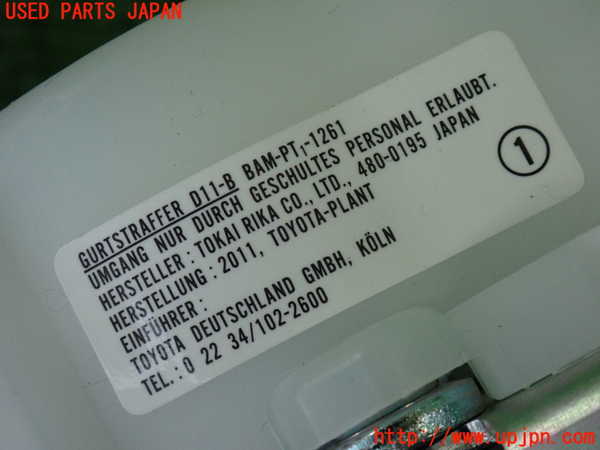 USED PARTS JAPAN
GURTSTRAFFER D11-B BAM-PT₁-1261
UMGANG NUR DURCH GESCHULTES PERSONAL ERLAUBT.
HERSTELLER: TOKAI RIKA CO., LTD., 480-0195 JAPAN
HERSTELLUNG: 2011, TOYOTA-PLANT
EINFÜHRER:
TOYOTA DEUTSCHLAND GMBH, KÖLN
TEL.: 0 22 34/102-2600
1
http://www.upjpn.com/